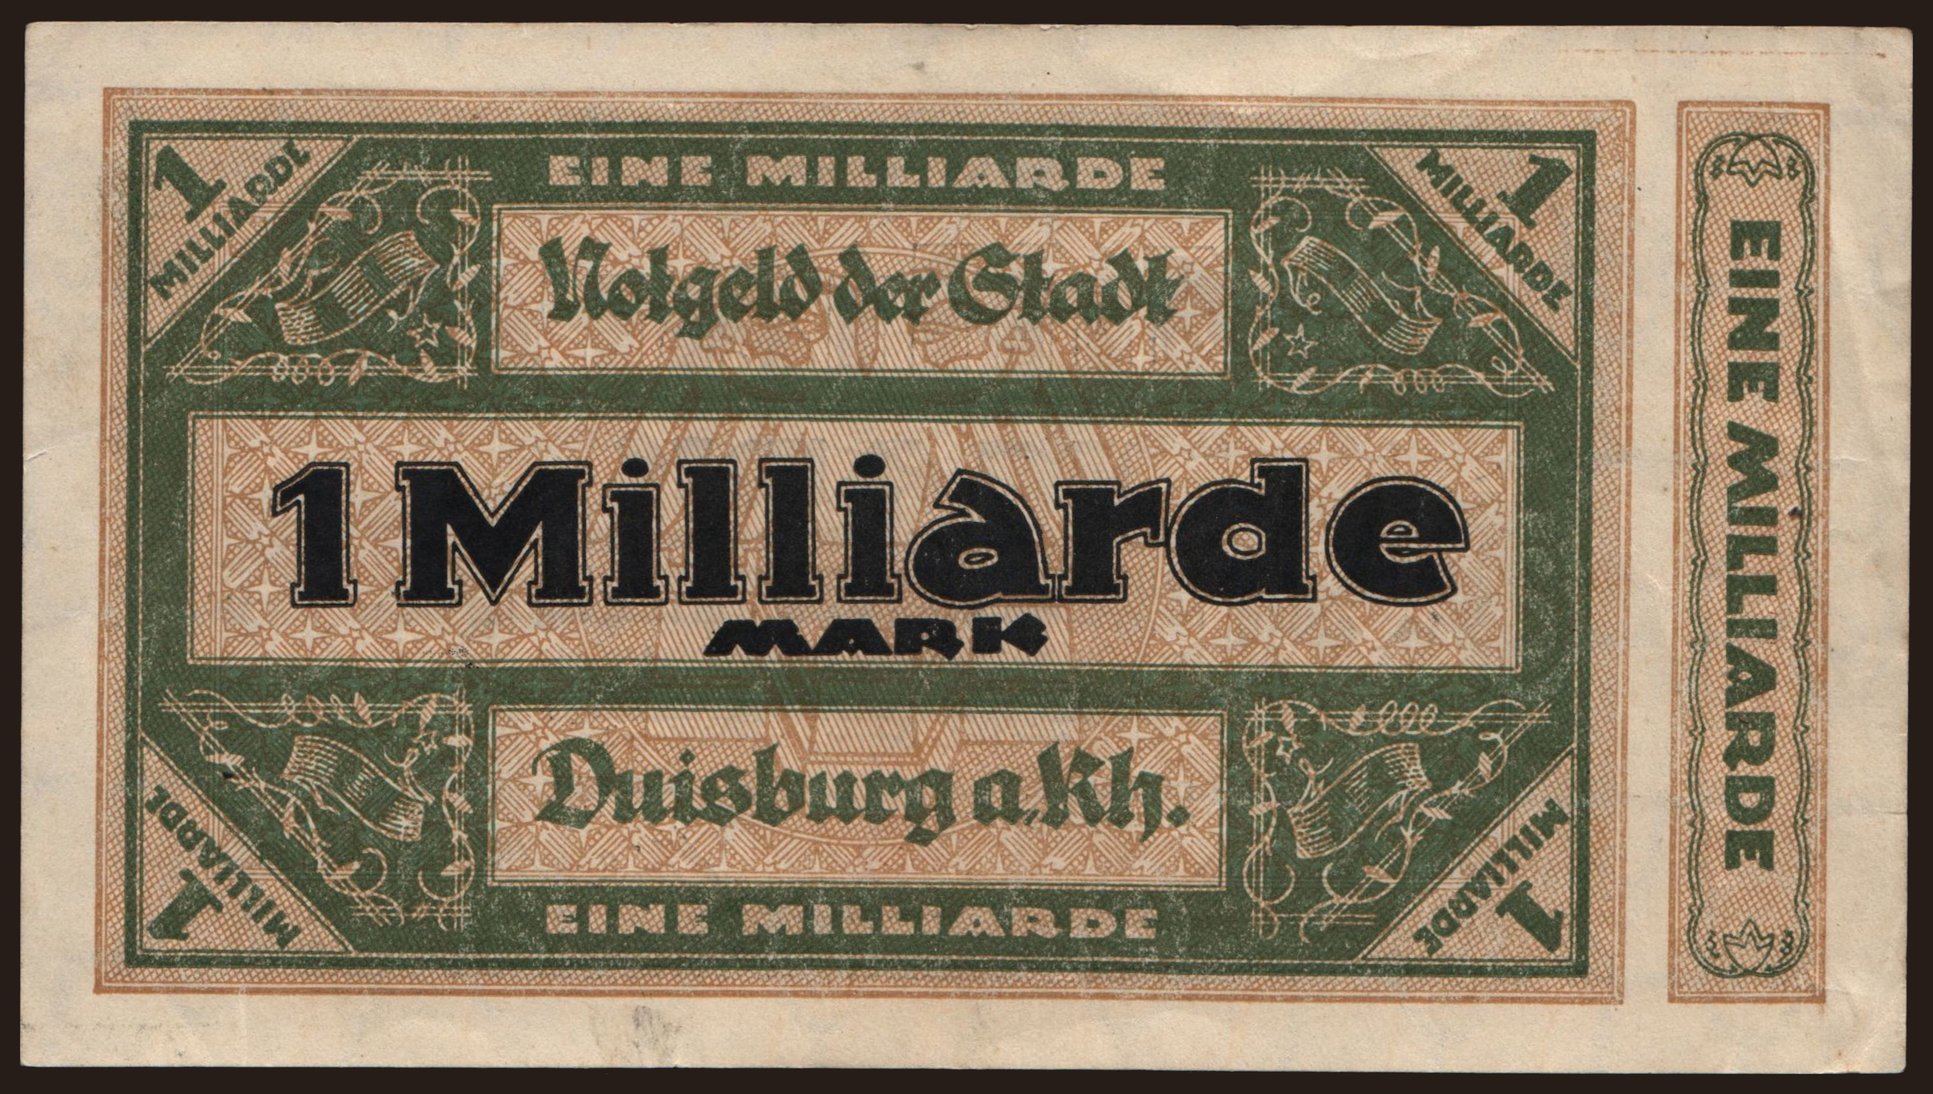 1
MILLIARDE
EINE MILLIARDE
1
MILLIARDE
Notgeld der Stadt
1 Milliarde
MARK
Duisburg a. Rh.
1
MILLIARDE
EINE MILLIARDE
1
MILLIARDE
EINE MILLIARDE